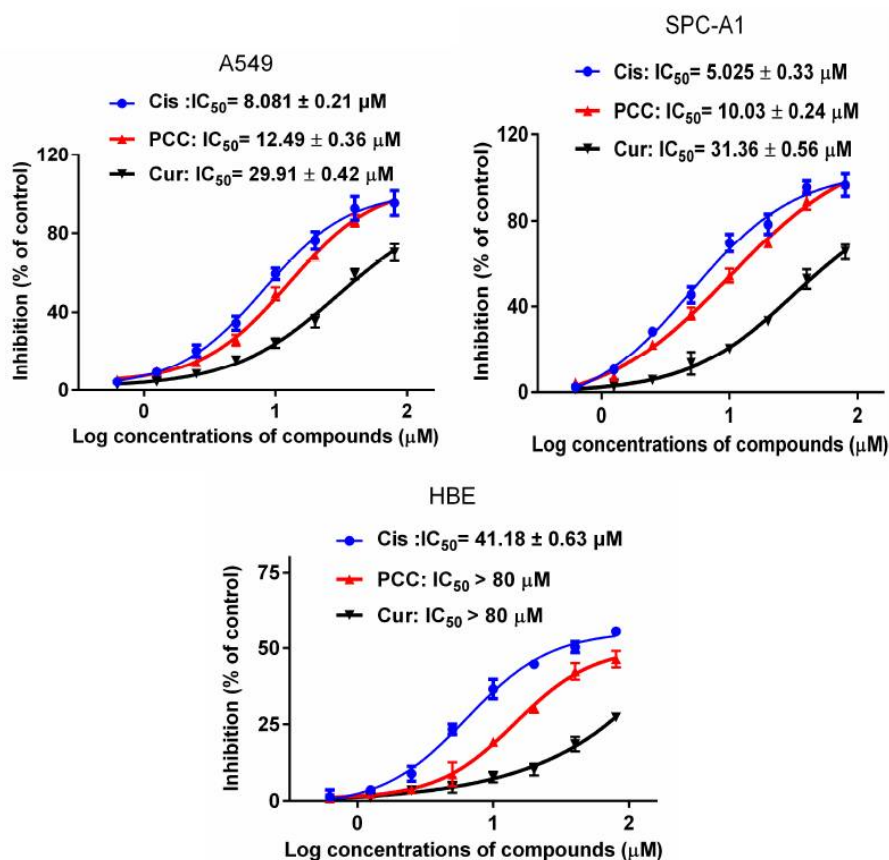 A549
Cis :IC50= 8.081 ± 0.21 µM
PCC: IC50= 12.49 ± 0.36 µM
Cur: IC50= 29.91 ± 0.42 µM
Inhibition (% of control)
120
80
40
0
0 1 2
Log concentrations of compounds (µM)
SPC-A1
Cis: IC50= 5.025 ± 0.33 µM
PCC: IC50= 10.03 ± 0.24 µM
Cur: IC50= 31.36 ± 0.56 µM
Inhibition (% of control)
120
80
40
0
0 1 2
Log concentrations of compounds (µM)
HBE
Cis :IC50= 41.18 ± 0.63 µM
PCC: IC50 > 80 µM
Cur: IC50 > 80 µM
Inhibition (% of control)
75
50
25
0
0 1 2
Log concentrations of compounds (µM)